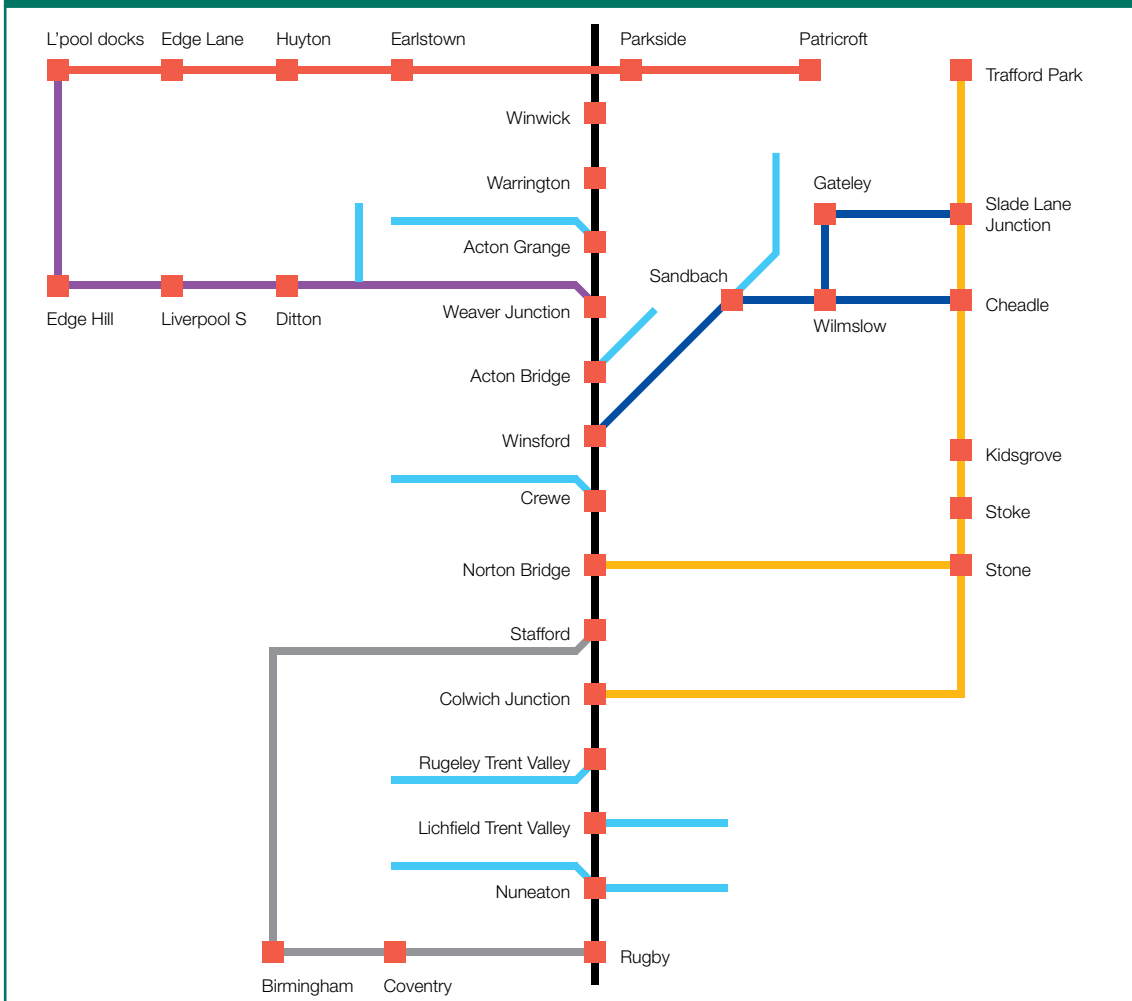 L'pool docks
Edge Lane
Huyton
Earlstown
Parkside
Patricroft
Trafford Park
Winwick
Warrington
Gateley
Slade Lane
Junction
Acton Grange
Sandbach
Edge Hill
Liverpool S
Ditton
Weaver Junction
Cheadle
Wilmslow
Acton Bridge
Winsford
Kidsgrove
Crewe
Stoke
Norton Bridge
Stone
Stafford
Colwich Junction
Rugeley Trent Valley
Lichfield Trent Valley
Nuneaton
Rugby
Birmingham
Coventry